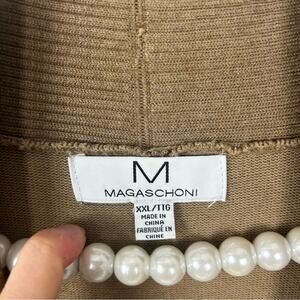 M
MAGASCHONI
XXL/TTG
MADE IN
CHINA
FABRIQUÉ EN
CHINE